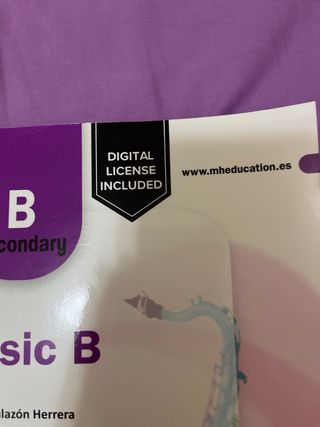 DIGITAL
LICENSE
INCLUDED
www.mheducation.es
B
condary
sic B
lazón Herrera